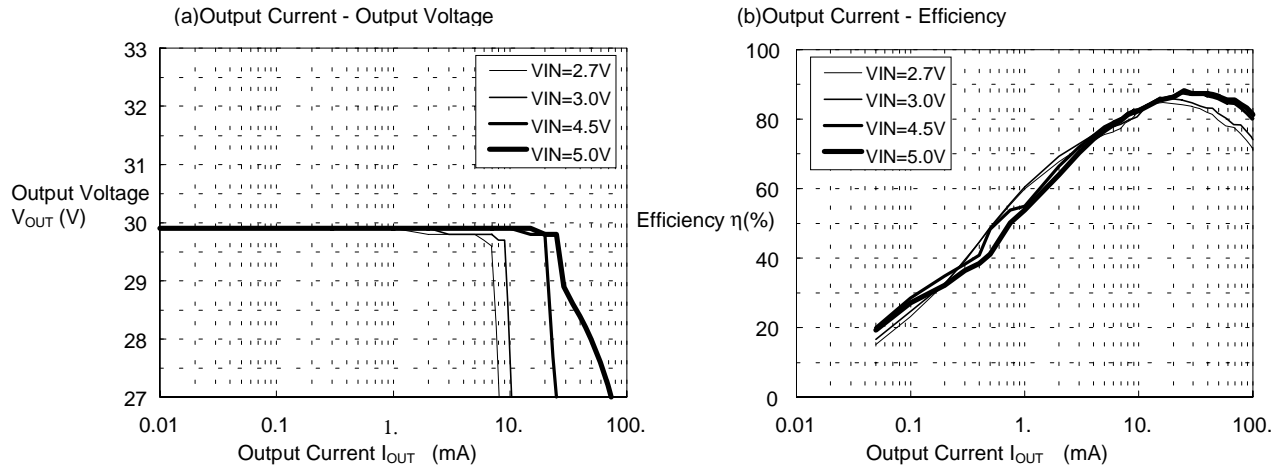 (a)Output Current - Output Voltage
33
32
31
30
29
28
27
Output Voltage
VOUT (V)
VIN=2.7V
VIN=3.0V
VIN=4.5V
VIN=5.0V
0.01
0.1
1.
10.
100
Output Current IOUT (mA)
(b)Output Current - Efficiency
100
80
60
40
20
0
Efficiency η(%)
VIN=2.7V
VIN=3.0V
VIN=4.5V
VIN=5.0V
0.01
0.1
1.0
10.
100.
Output Current IOUT (mA)